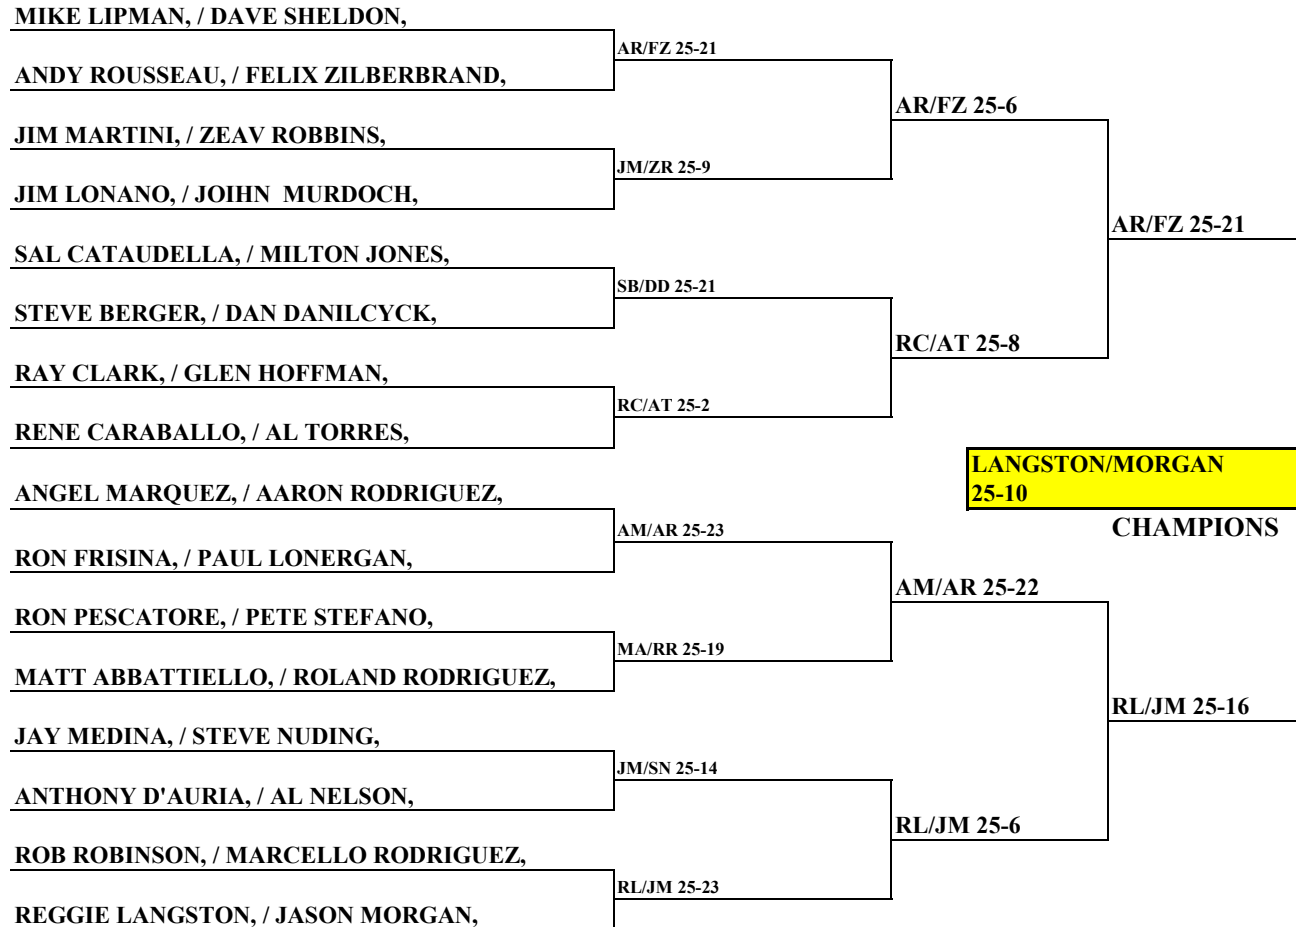 MIKE LIPMAN, / DAVE SHELDON,
AR/FZ 25-21
ANDY ROUSSEAU, / FELIX ZILBERBRAND,
AR/FZ 25-6
JIM MARTINI, / ZEAV ROBBINS,
JM/ZR 25-9
JIM LONANO, / JOIHN  MURDOCH,
AR/FZ 25-21
SAL CATAUDELLA, / MILTON JONES,
SB/DD 25-21
STEVE BERGER, / DAN DANILCYCK,
RC/AT 25-8
RAY CLARK, / GLEN HOFFMAN,
RC/AT 25-2
RENE CARABALLO, / AL TORRES,
LANGSTON/MORGAN
25-10
CHAMPIONS
ANGEL MARQUEZ, / AARON RODRIGUEZ,
AM/AR 25-23
RON FRISINA, / PAUL LONERGAN,
AM/AR 25-22
RON PESCATORE, / PETE STEFANO,
MA/RR 25-19
MATT ABBATTIELLO, / ROLAND RODRIGUEZ,
RL/JM 25-16
JAY MEDINA, / STEVE NUDING,
JM/SN 25-14
ANTHONY D'AURIA, / AL NELSON,
RL/JM 25-6
ROB ROBINSON, / MARCELLO RODRIGUEZ,
RL/JM 25-23
REGGIE LANGSTON, / JASON MORGAN,